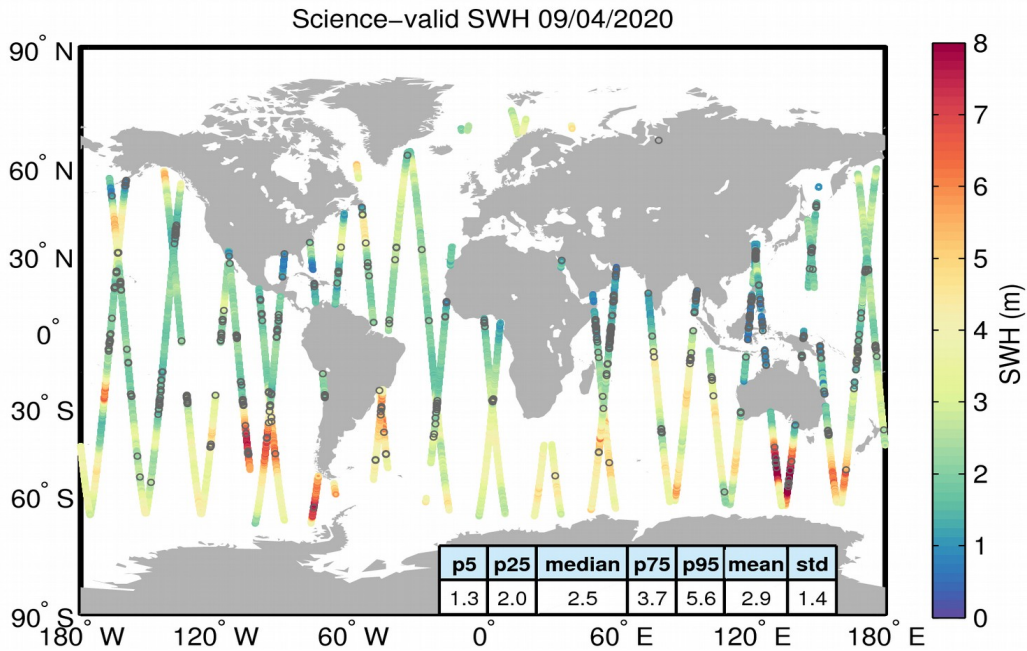 Science−valid SWH 09/04/2020
90° N
60° N
30° N
0°
30° S
60° S
90° S
180° W
120° W
60° W
0°
60° E
120° E
180° E
p5 p25 median p75 p95 mean std
1.3 2.0 2.5 3.7 5.6 2.9 1.4
8
7
6
5
4
3
2
1
0
SWH (m)